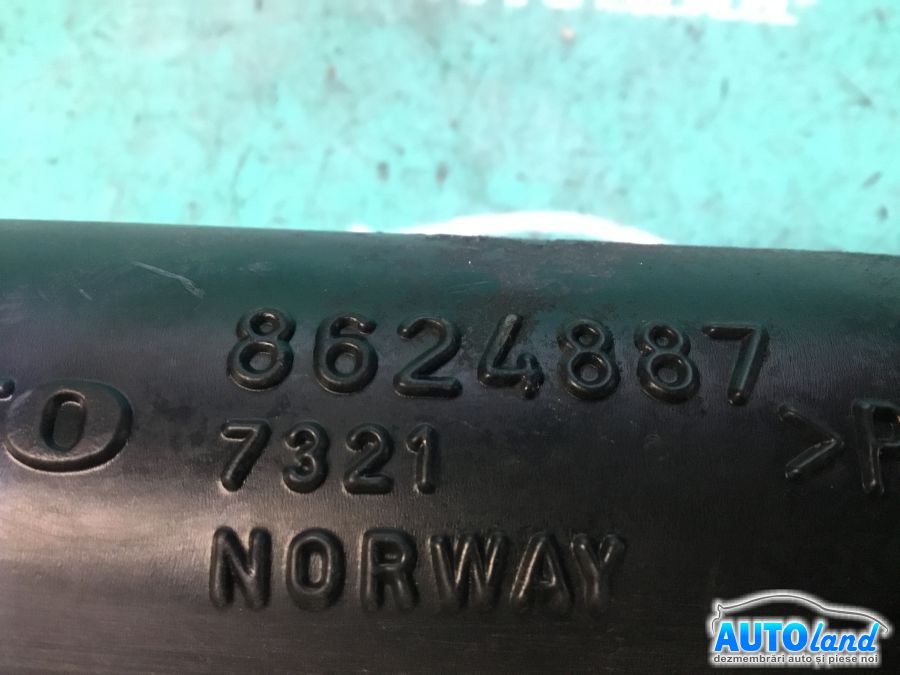 8624887
O
7321
>P
NORWAY
AUTOland
dezmembrări auto și piese noi